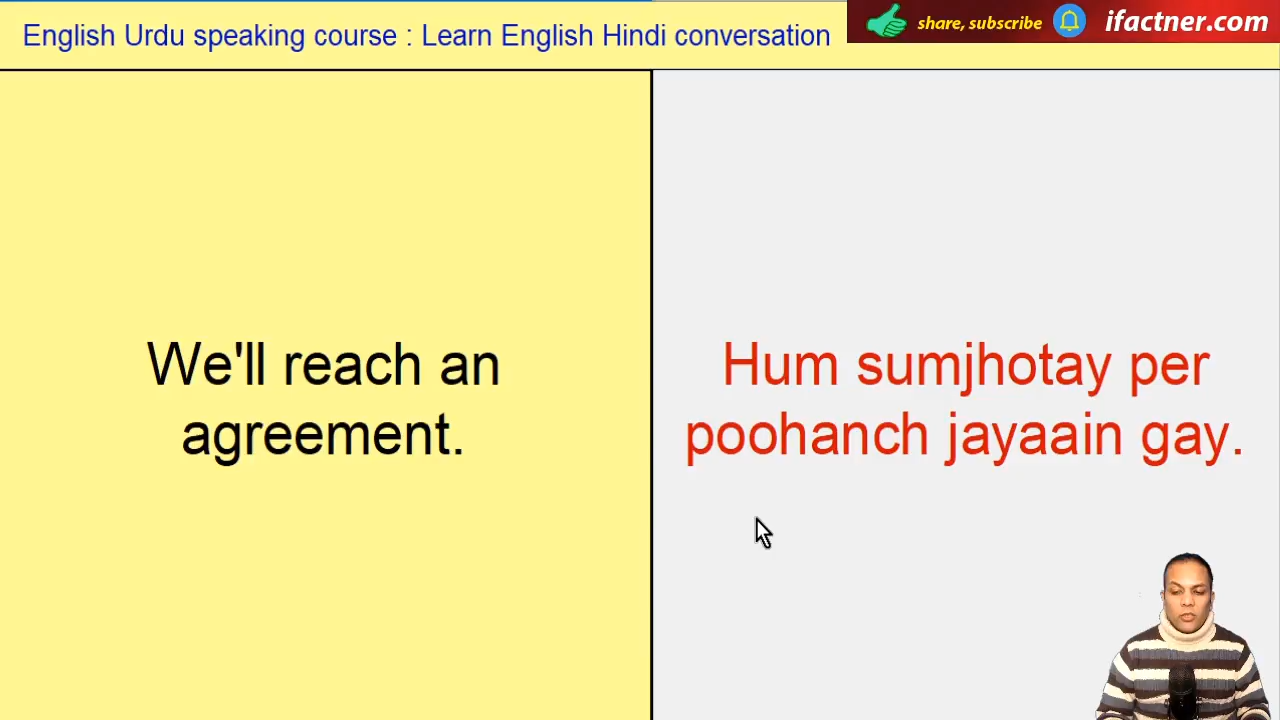 English Urdu speaking course : Learn English Hindi conversation
share, subscribe
ifactner.com
We'll reach an
agreement.
Hum sumjhotay per
poohanch jayaain gay.